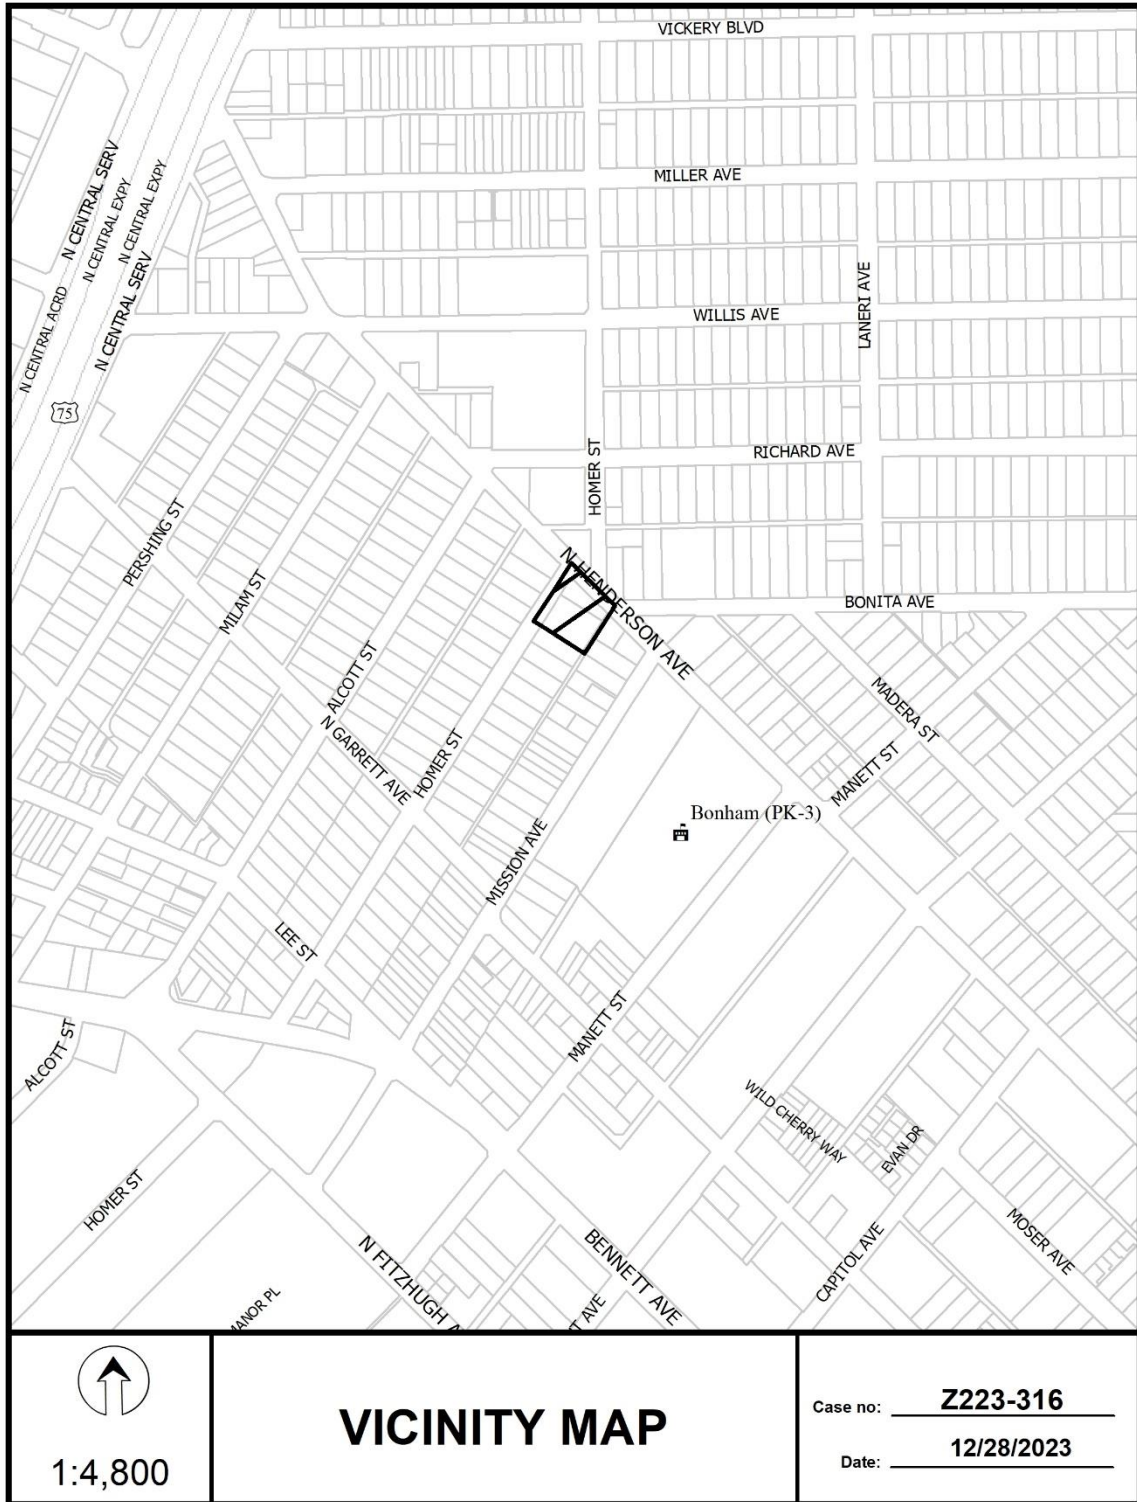 VICKERY BLVD
N CENTRAL SERV
N CENTRAL EXPY
N CENTRAL EXPY
MILLER AVE
N CENTRAL ACRD
N CENTRAL SERV
WILLIS AVE
LANERI AVE
75
HOMER ST
RICHARD AVE
PERSHING ST
MILAM ST
N HENDERSON AVE
BONITA AVE
ALCOTT ST
N GARRETT AVE
HOMER ST
MADERA ST
MANETT ST
Bonham (PK-3)
MISSION AVE
LEE ST
MANETT ST
ALCOTT ST
WILD CHERRY WAY
EVAN DR
HOMER ST
MOSER AVE
CAPITOL AVE
BENNETT AVE
N FITZHUGH A
MANOR PL
T AVE
1:4,800
VICINITY MAP
Case no: Z223-316
Date: 12/28/2023